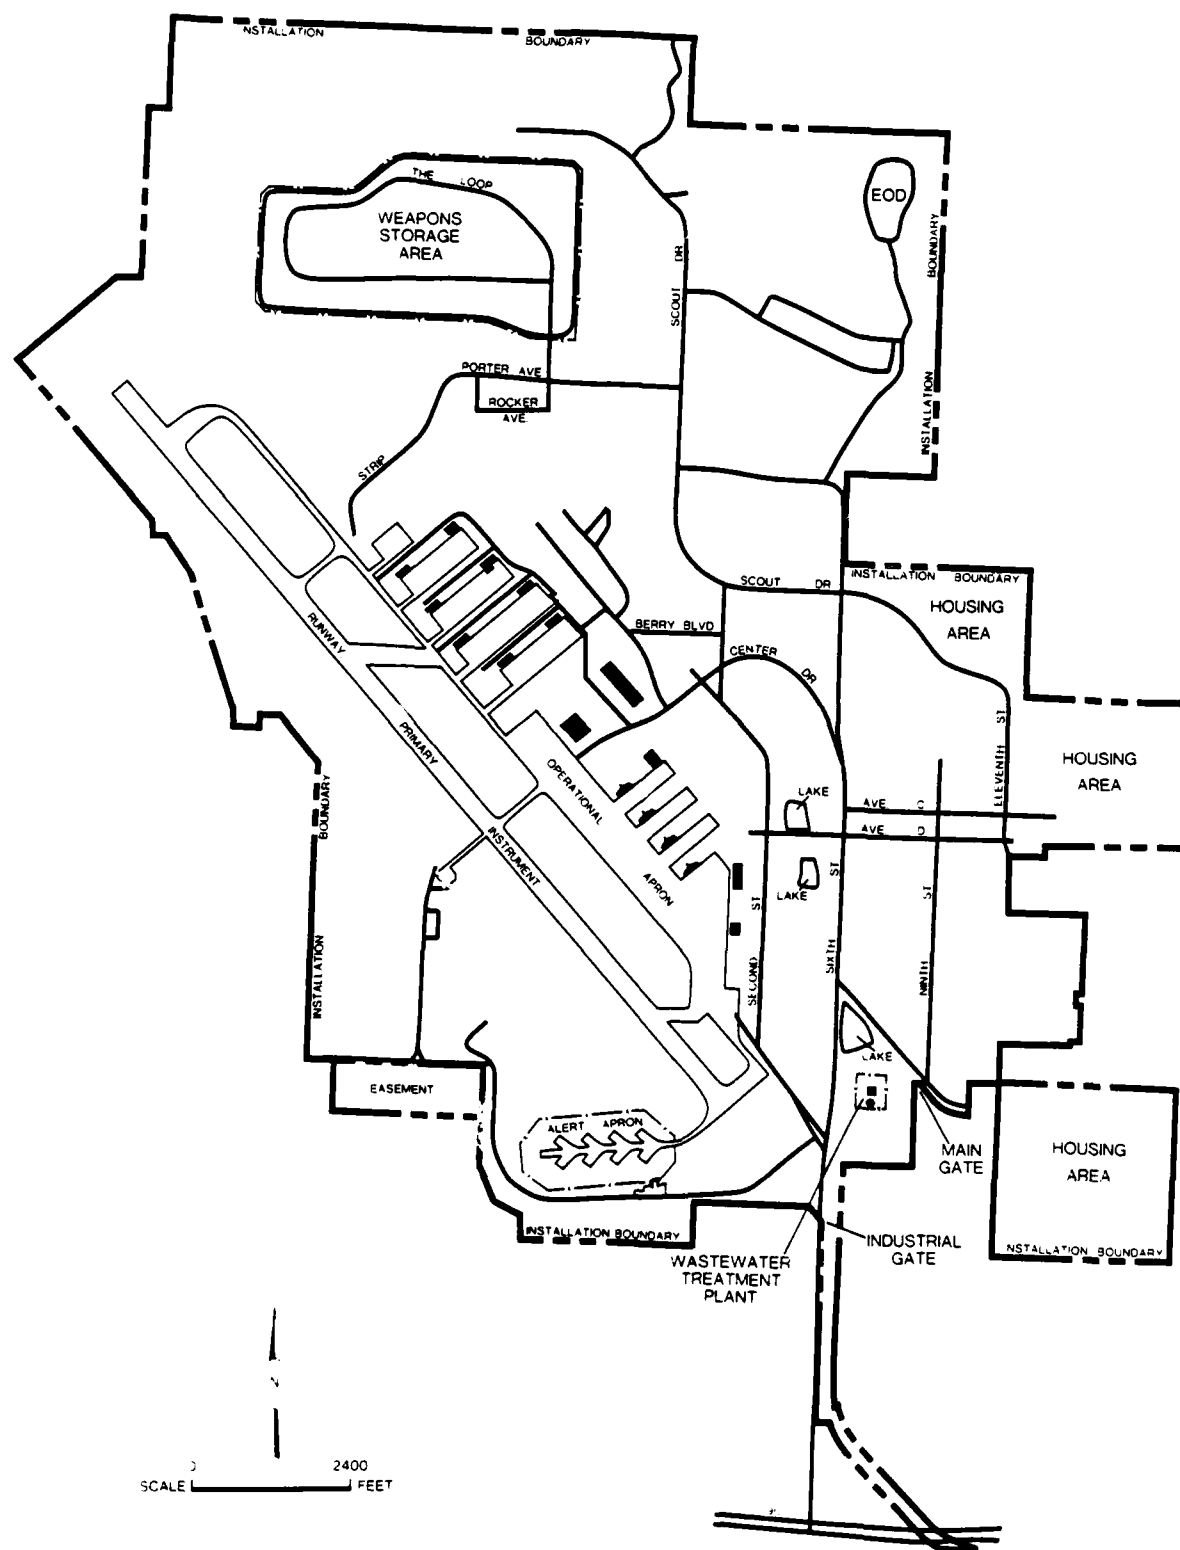 NSTALLATION
BOUNDARY
THE LOOP
WEAPONS
STORAGE
AREA
EOD
SCOUT DR
INSTALLATION BOUNDARY
PORTER AVE
ROCKER
AVE.
STRIP
SCOUT DR
INSTALLATION BOUNDARY
HOUSING
AREA
BERRY BLVD
CENTER DR
RUNWAY
PRIMARY
INSTRUMENT
OPERATIONAL
APRON
ELEVENTH ST
HOUSING
AREA
LAKE
AVE C
AVE D
LAKE
INSTALLATION BOUNDARY
SECOND ST
SIXTH ST
NINTH ST
LAKE
EASEMENT
ALERT APRON
MAIN
GATE
HOUSING
AREA
INSTALLATION BOUNDARY
INDUSTRIAL
GATE
NSTALLATION BOUNDARY
WASTEWATER
TREATMENT
PLANT
N
2400
SCALE
FEET